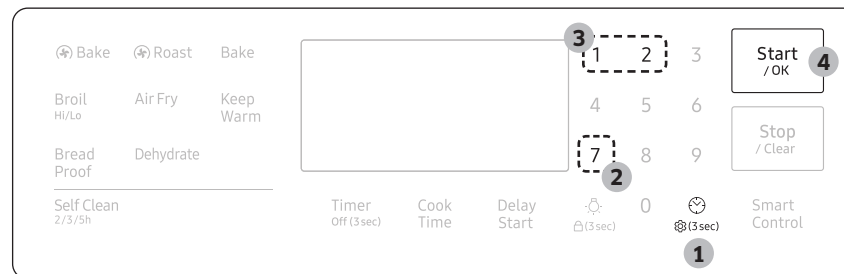 Bake Roast Bake
3
1 2 3
Start
/ OK
4
Broil
Hi/Lo
Air Fry
Keep
Warm
4 5 6
Stop
/ Clear
Bread
Proof
Dehydrate
7 8 9
2
Self Clean
2/3/5h
Timer
Off (3 sec)
Cook
Time
Delay
Start
(3 sec)
0
(3 sec)
1
Smart
Control